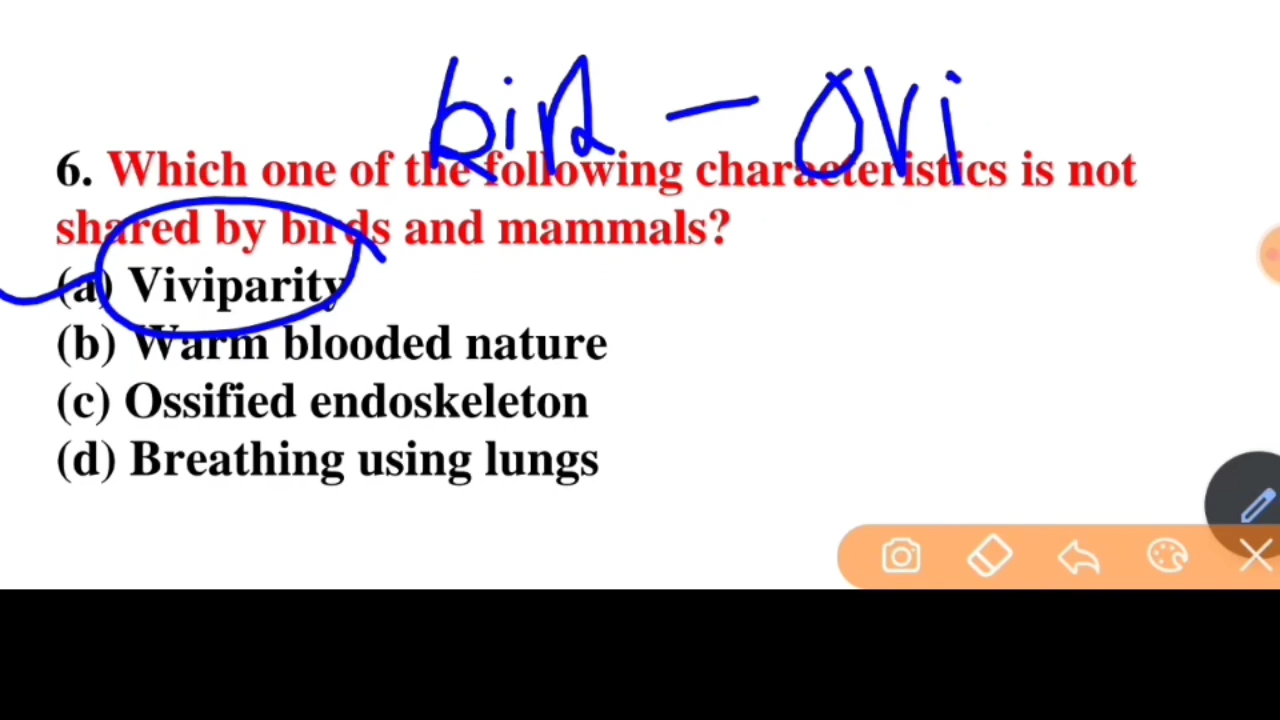 bird - ovi
6. Which one of the following characteristics is not
shared by birds and mammals?
(a) Viviparity
(b) Warm blooded nature
(c) Ossified endoskeleton
(d) Breathing using lungs